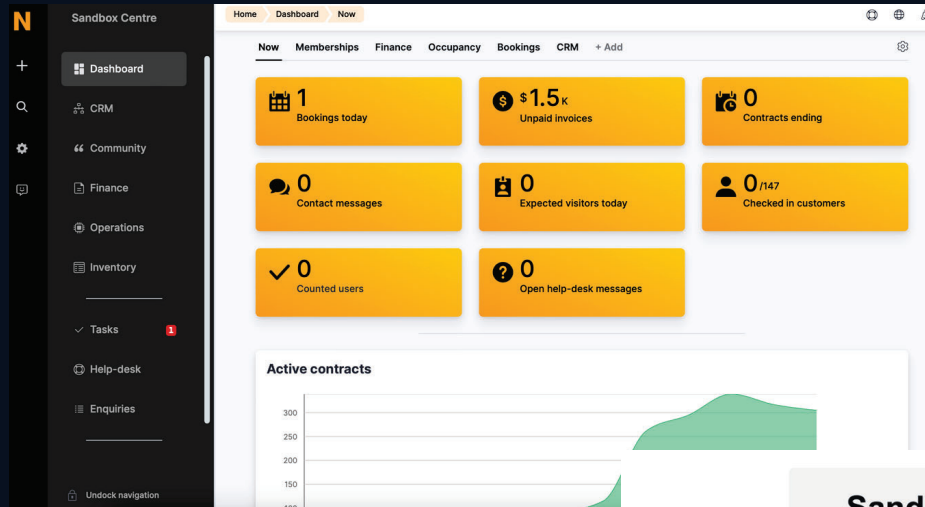 N
Sandbox Centre
Home Dashboard Now
Now Memberships Finance Occupancy Bookings CRM + Add
Dashboard
CRM
Community
Finance
Operations
Inventory
Tasks 1
Help-desk
Enquiries
Undock navigation
1
Bookings today
$ 1.5 K
Unpaid invoices
0
Contracts ending
0
Contact messages
0
Expected visitors today
0 /147
Checked in customers
0
Counted users
0
Open help-desk messages
Active contracts
300
250
200
150